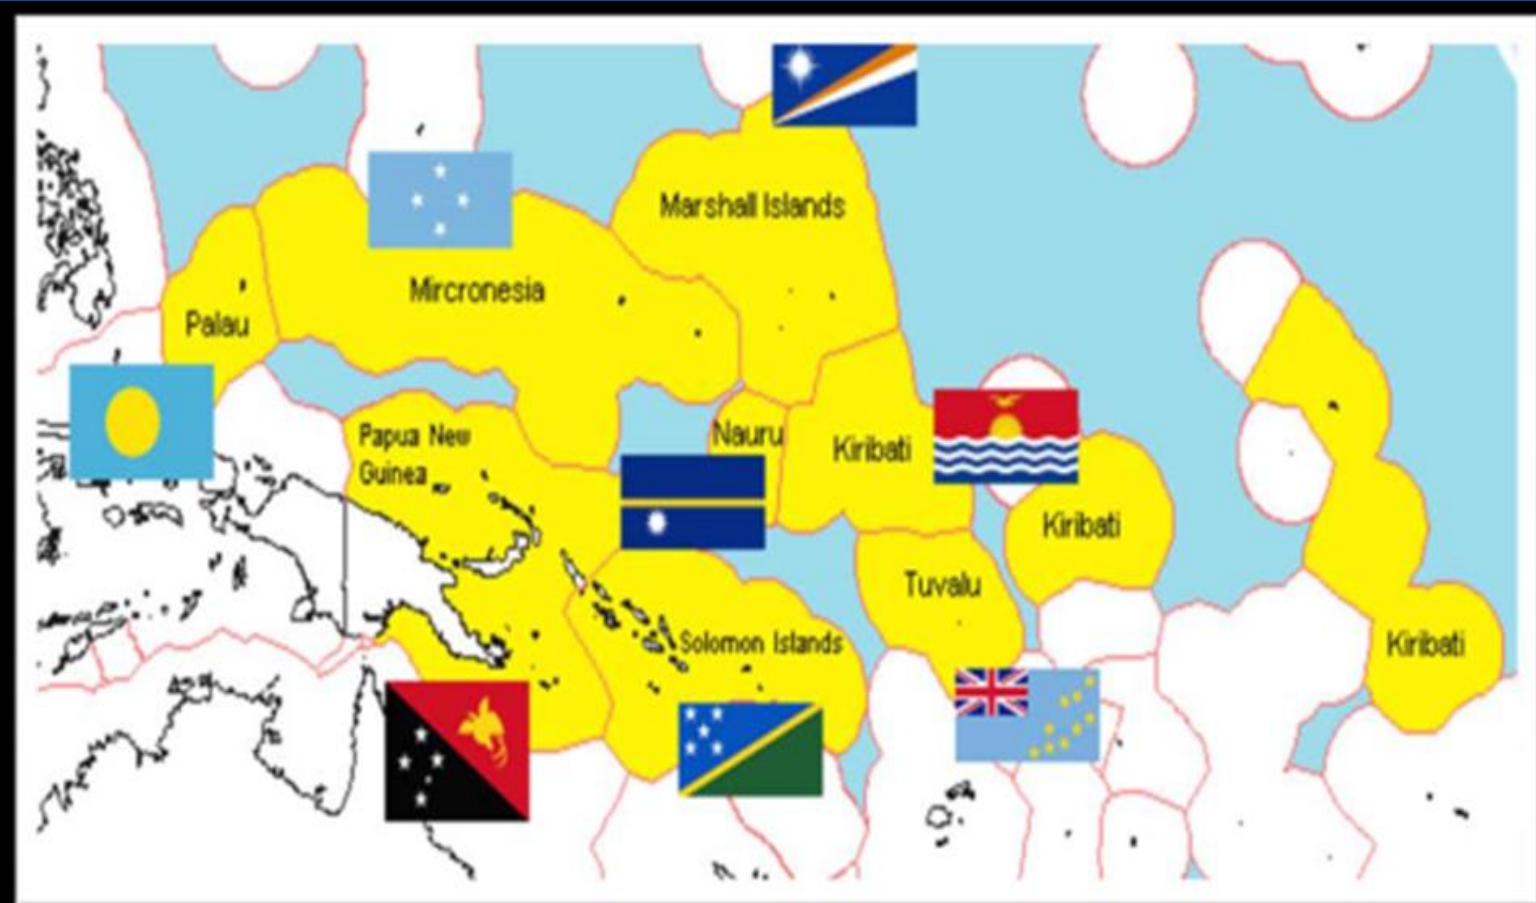 Marshall Islands
Mircronesia
Palau
Papua New
Guinea
Nauru
Kiribati
Kiribati
Tuvalu
Solomon Islands
Kiribati